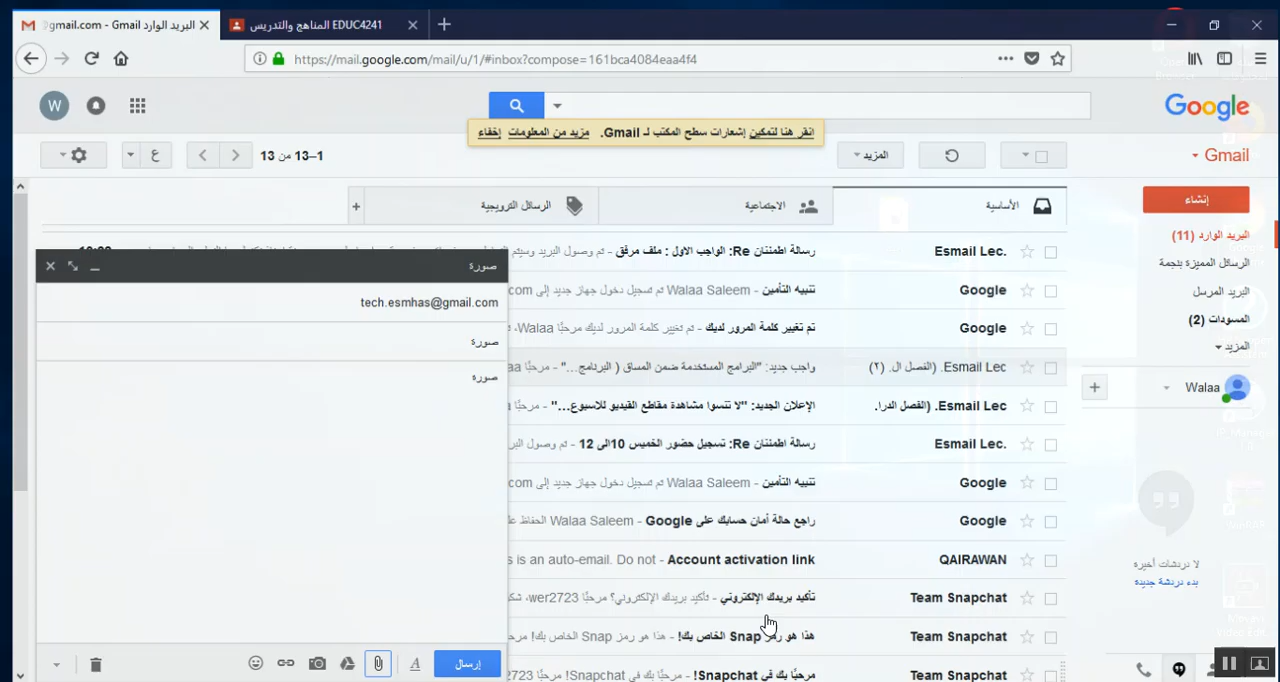 البريد الوارد Gmail - gmail.com
المناهج والتدريس EDUC4241
https://mail.google.com/mail/u/1/#inbox?compose=161bca4084eaa4f4
W
Google
انقر هنا لتمكين إشعارات سطح المكتب لـ Gmail. مزيد من المعلومات إخفاء
Gmail
المزيد
1–13 من 13
ع
إنشاء
البريد الوارد (11)
الرسائل المميزة بنجمة
البريد المرسل
المسودات (2)
المزيد
Walaa
لا دردشات أخيرة
بدء دردشة جديدة
الأساسية
الاجتماعية
الرسائل الترويجية
Esmail Lec. رسالة اطمئنان Re: الواجب الاول : ملف مرفق - تم وصول البريد
Google تنبيه التأمين - Walaa Saleem تم تسجيل دخول جهاز جديد إلى
Google تم تغيير كلمة المرور لديك - مرحبًا Walaa،
Esmail Lec. (الفصل ال. (٢) واجب جديد: "البرامج المستخدمة ضمن المساق ( البرنامج..." - مرحبًا
Esmail Lec. (الفصل الدرا. الإعلان الجديد: "لا تنسوا مشاهدة مقاطع الفيديو للاسبوع..." - مرحبًا
Esmail Lec. رسالة اطمئنان Re: تسجيل حضور الخميس 10الى 12 - تم وصول
Google تنبيه التأمين - Walaa Saleem تم تسجيل دخول جهاز جديد إلى
Google راجع حالة أمان حسابك على Google - Walaa Saleem الحفاظ
QAIRAWAN Account activation link - is an auto-email. Do not
Team Snapchat تأكيد بريدك الإلكتروني - تأكيد بريدك الإلكتروني؟ مرحبًا wer2723،
Team Snapchat هذا هو رمز Snap الخاص بك! - هذا هو رمز Snap الخاص بك!
Team Snapchat مرحبًا بك في Snapchat! - مرحبًا بك في Snapchat!
صورة
tech.esmhas@gmail.com
صورة
صورة
إرسال